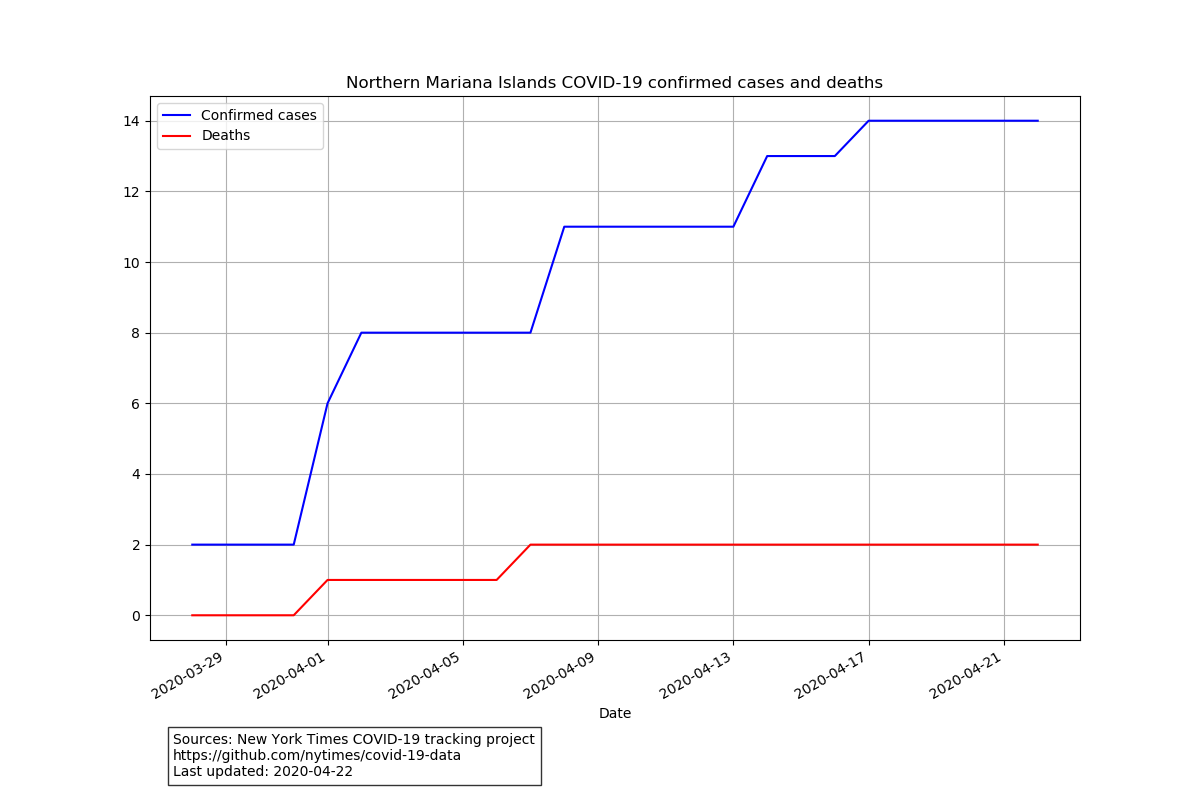 Northern Mariana Islands COVID-19 confirmed cases and deaths
Confirmed cases
Deaths
14
12
10
8
6
4
2
0
2020-03-29
2020-04-01
2020-04-05
2020-04-09
2020-04-13
2020-04-17
2020-04-21
Date
Sources: New York Times COVID-19 tracking project
https://github.com/nytimes/covid-19-data
Last updated: 2020-04-22